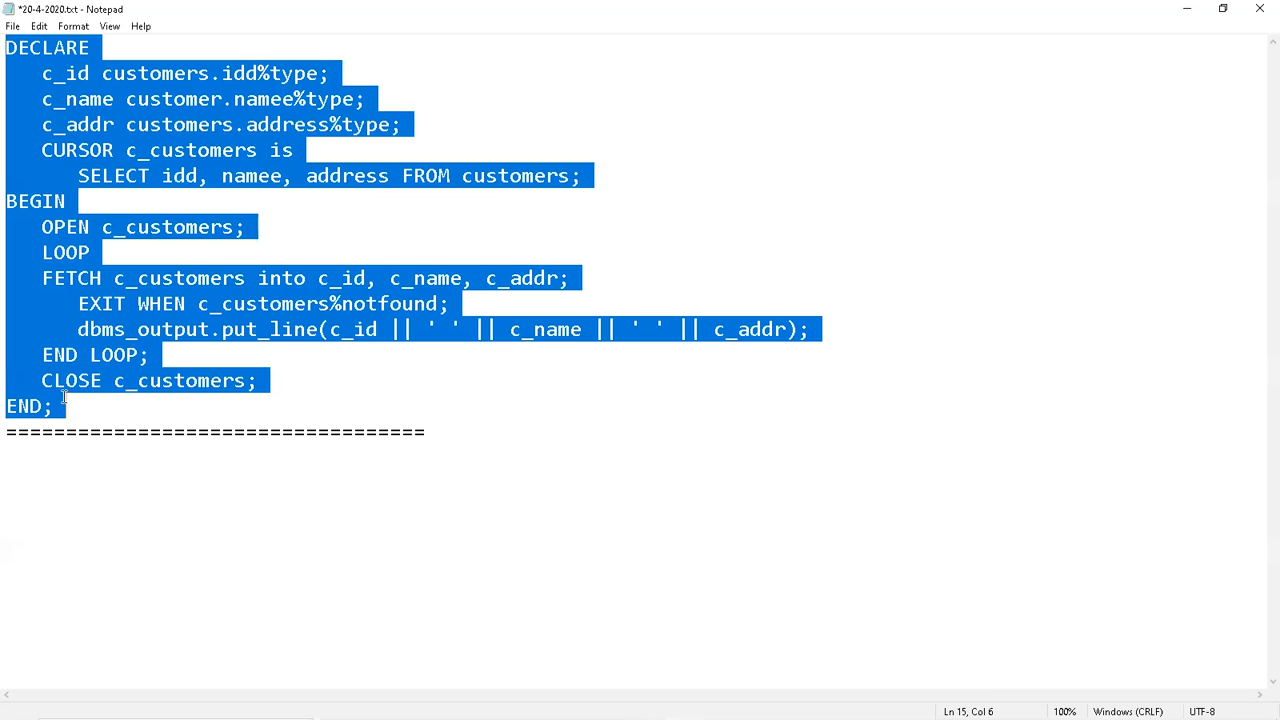 *20-4-2020.txt - Notepad
File Edit Format View Help
DECLARE
c_id customers.idd%type;
c_name customer.namee%type;
c_addr customers.address%type;
CURSOR c_customers is
SELECT idd, namee, address FROM customers;
BEGIN
OPEN c_customers;
LOOP
FETCH c_customers into c_id, c_name, c_addr;
EXIT WHEN c_customers%notfound;
dbms_output.put_line(c_id || ' ' || c_name || ' ' || c_addr);
END LOOP;
CLOSE c_customers;
END;
===================================
Ln 15, Col 6 100% Windows (CRLF) UTF-8